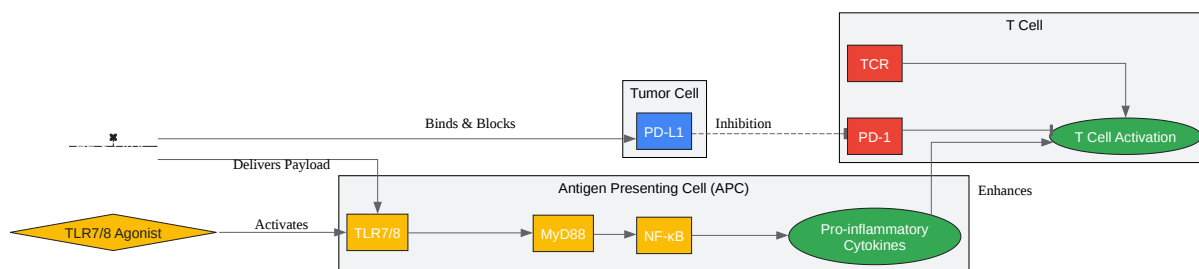 T Cell
TCR
Tumor Cell
Binds & Blocks
PD-L1
Inhibition
PD-1
T Cell Activation
Delivers Payload
Antigen Presenting Cell (APC)
Enhances
TLR7/8 Agonist
Activates
TLR7/8
MyD88
NF-κB
Pro-inflammatory
Cytokines